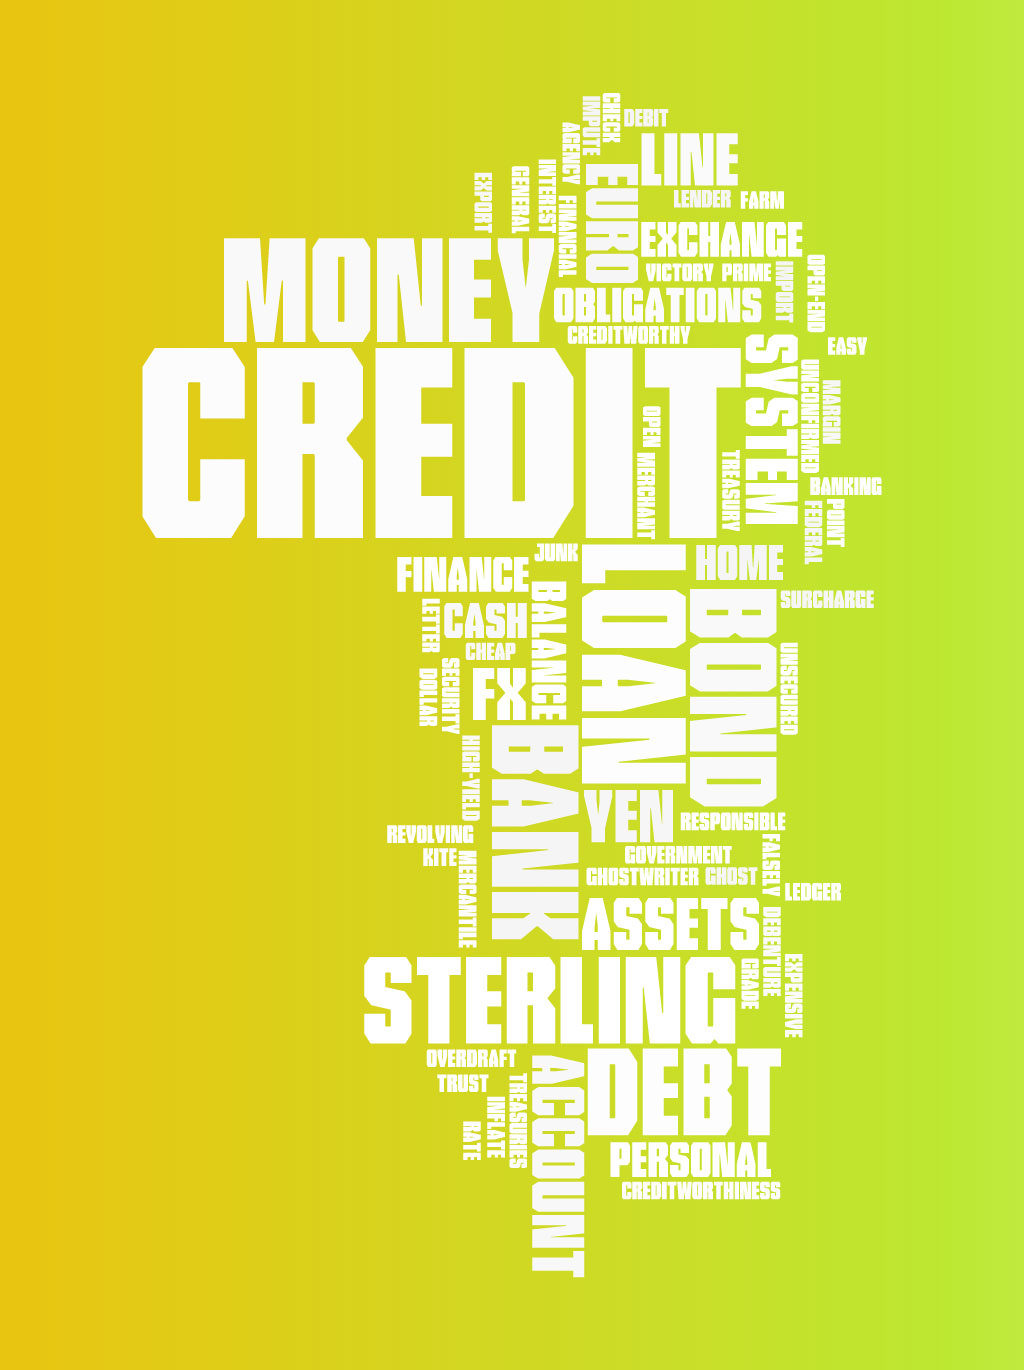 CHECK
IMPUTE
DEBIT
AGENCY
LINE
INTEREST
GENERAL
EXPORT
EURO
LENDER
FARM
FINANCIAL
EXCHANGE
MONEY
VICTORY
PRIME
IMPORT
OPEN-END
OBLIGATIONS
CREDITWORTHY
EASY
SYSTEM
CREDIT
UNCONFIRMED
MARGIN
OPEN
MERCHANT
TREASURY
BANKING
POINT
FEDERAL
JUNK
LOAN
HOME
FINANCE
BALANCE
BOND
SURCHARGE
LETTER
CASH
CHEAP
UNSECURED
SECURITY
DOLLAR
FX
BANK
HIGH-YIELD
YEN
RESPONSIBLE
REVOLVING
KITE
MERCANTILE
GOVERNMENT
FALSELY
GHOSTWRITER
GHOST
LEDGER
ASSETS
DEBENTURE
EXPENSIVE
STERLING
GRADE
OVERDRAFT
ACCOUNT
DEBT
TRUST
TREASURIES
INFLATE
RATE
PERSONAL
CREDITWORTHINESS